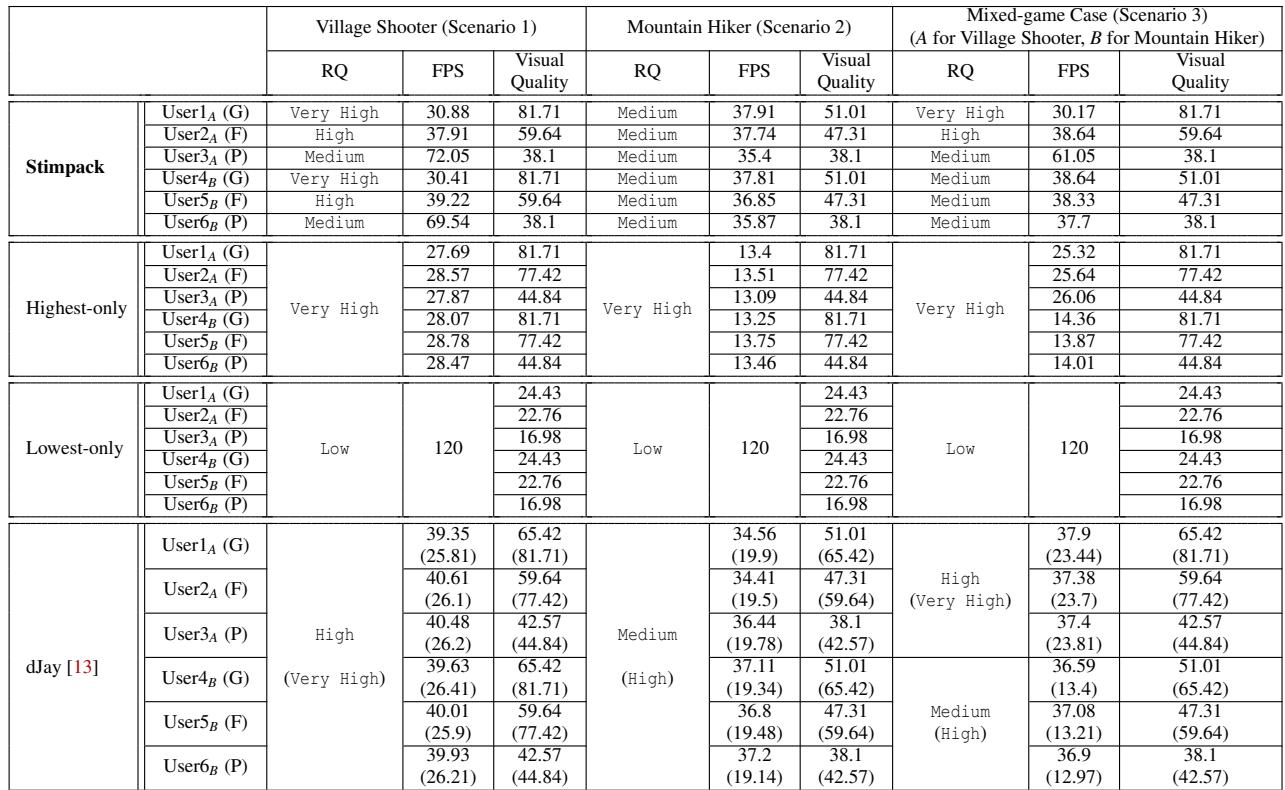 Village Shooter (Scenario 1) Mountain Hiker (Scenario 2) Mixed-game Case (Scenario 3)
(A for Village Shooter, B for Mountain Hiker)
RQ FPS Visual Quality RQ FPS Visual Quality RQ FPS Visual Quality
Stimpack
User1A (G) Very High 30.88 81.71 Medium 37.91 51.01 Very High 30.17 81.71
User2A (F) High 37.91 59.64 Medium 37.74 47.31 High 38.64 59.64
User3A (P) Medium 72.05 38.1 Medium 35.4 38.1 Medium 61.05 38.1
User4B (G) Very High 30.41 81.71 Medium 37.81 51.01 Medium 38.64 51.01
User5B (F) High 39.22 59.64 Medium 36.85 47.31 Medium 38.33 47.31
User6B (P) Medium 69.54 38.1 Medium 35.87 38.1 Medium 37.7 38.1
Highest-only Very High Very High Very High
User1A (G) 27.69 81.71 13.4 81.71 25.32 81.71
User2A (F) 28.57 77.42 13.51 77.42 25.64 77.42
User3A (P) 27.87 44.84 13.09 44.84 26.06 44.84
User4B (G) 28.07 81.71 13.25 81.71 14.36 81.71
User5B (F) 28.78 77.42 13.75 77.42 13.87 77.42
User6B (P) 28.47 44.84 13.46 44.84 14.01 44.84
Lowest-only Low 120 Low 120 Low 120
User1A (G) 24.43 24.43 24.43
User2A (F) 22.76 22.76 22.76
User3A (P) 16.98 16.98 16.98
User4B (G) 24.43 24.43 24.43
User5B (F) 22.76 22.76 22.76
User6B (P) 16.98 16.98 16.98
dJay [13] High (Very High) Medium (High)
High (Very High)
User1A (G) 39.35 65.42 34.56 51.01 37.9 65.42
(25.81) (81.71) (19.9) (65.42) (23.44) (81.71)
User2A (F) 40.61 59.64 34.41 47.31 37.38 59.64
(26.1) (77.42) (19.5) (59.64) (23.7) (77.42)
User3A (P) 40.48 42.57 36.44 38.1 37.4 42.57
(26.2) (44.84) (19.78) (42.57) (23.81) (44.84)
Medium (High)
User4B (G) 39.63 65.42 37.11 51.01 36.59 51.01
(26.41) (81.71) (19.34) (65.42) (13.4) (65.42)
User5B (F) 40.01 59.64 36.8 47.31 37.08 47.31
(25.9) (77.42) (19.48) (59.64) (13.21) (59.64)
User6B (P) 39.93 42.57 37.2 38.1 36.9 38.1
(26.21) (44.84) (19.14) (42.57) (12.97) (42.57)